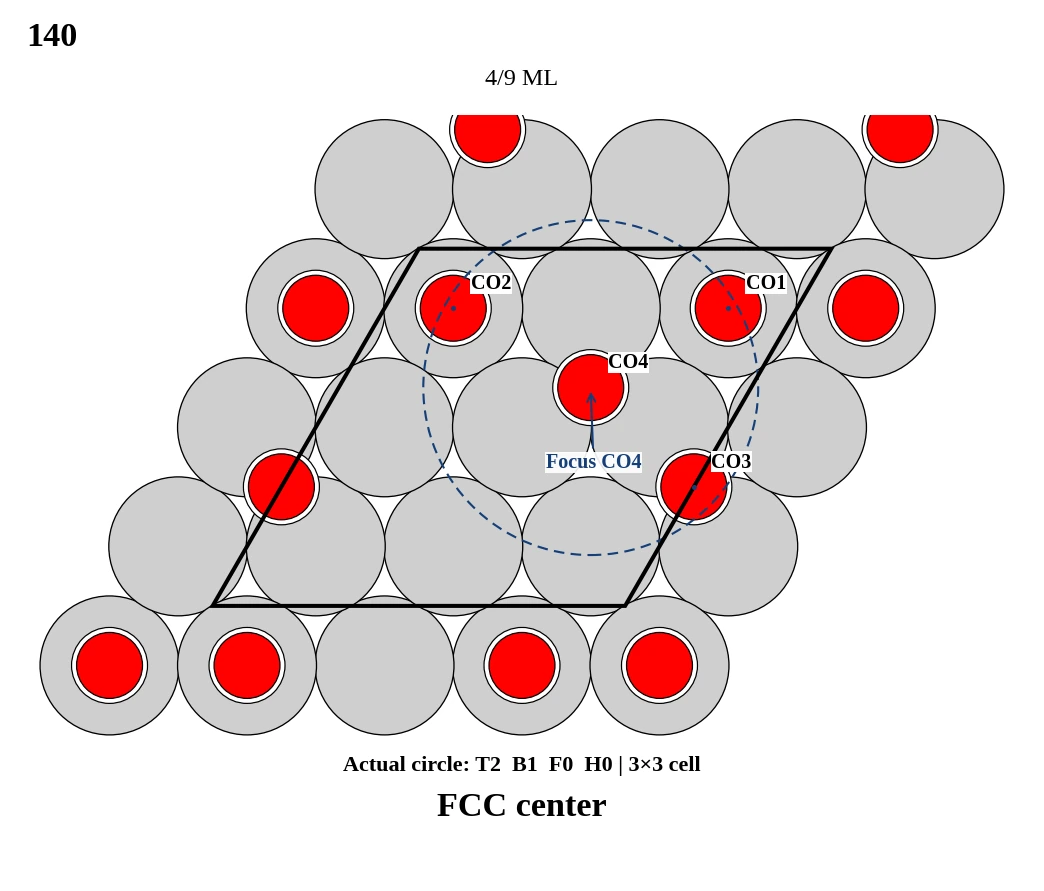 140
4/9 ML
CO2
CO1
CO4
Focus CO4
CO3
Actual circle: T2 B1 F0 H0 | 3×3 cell
FCC center